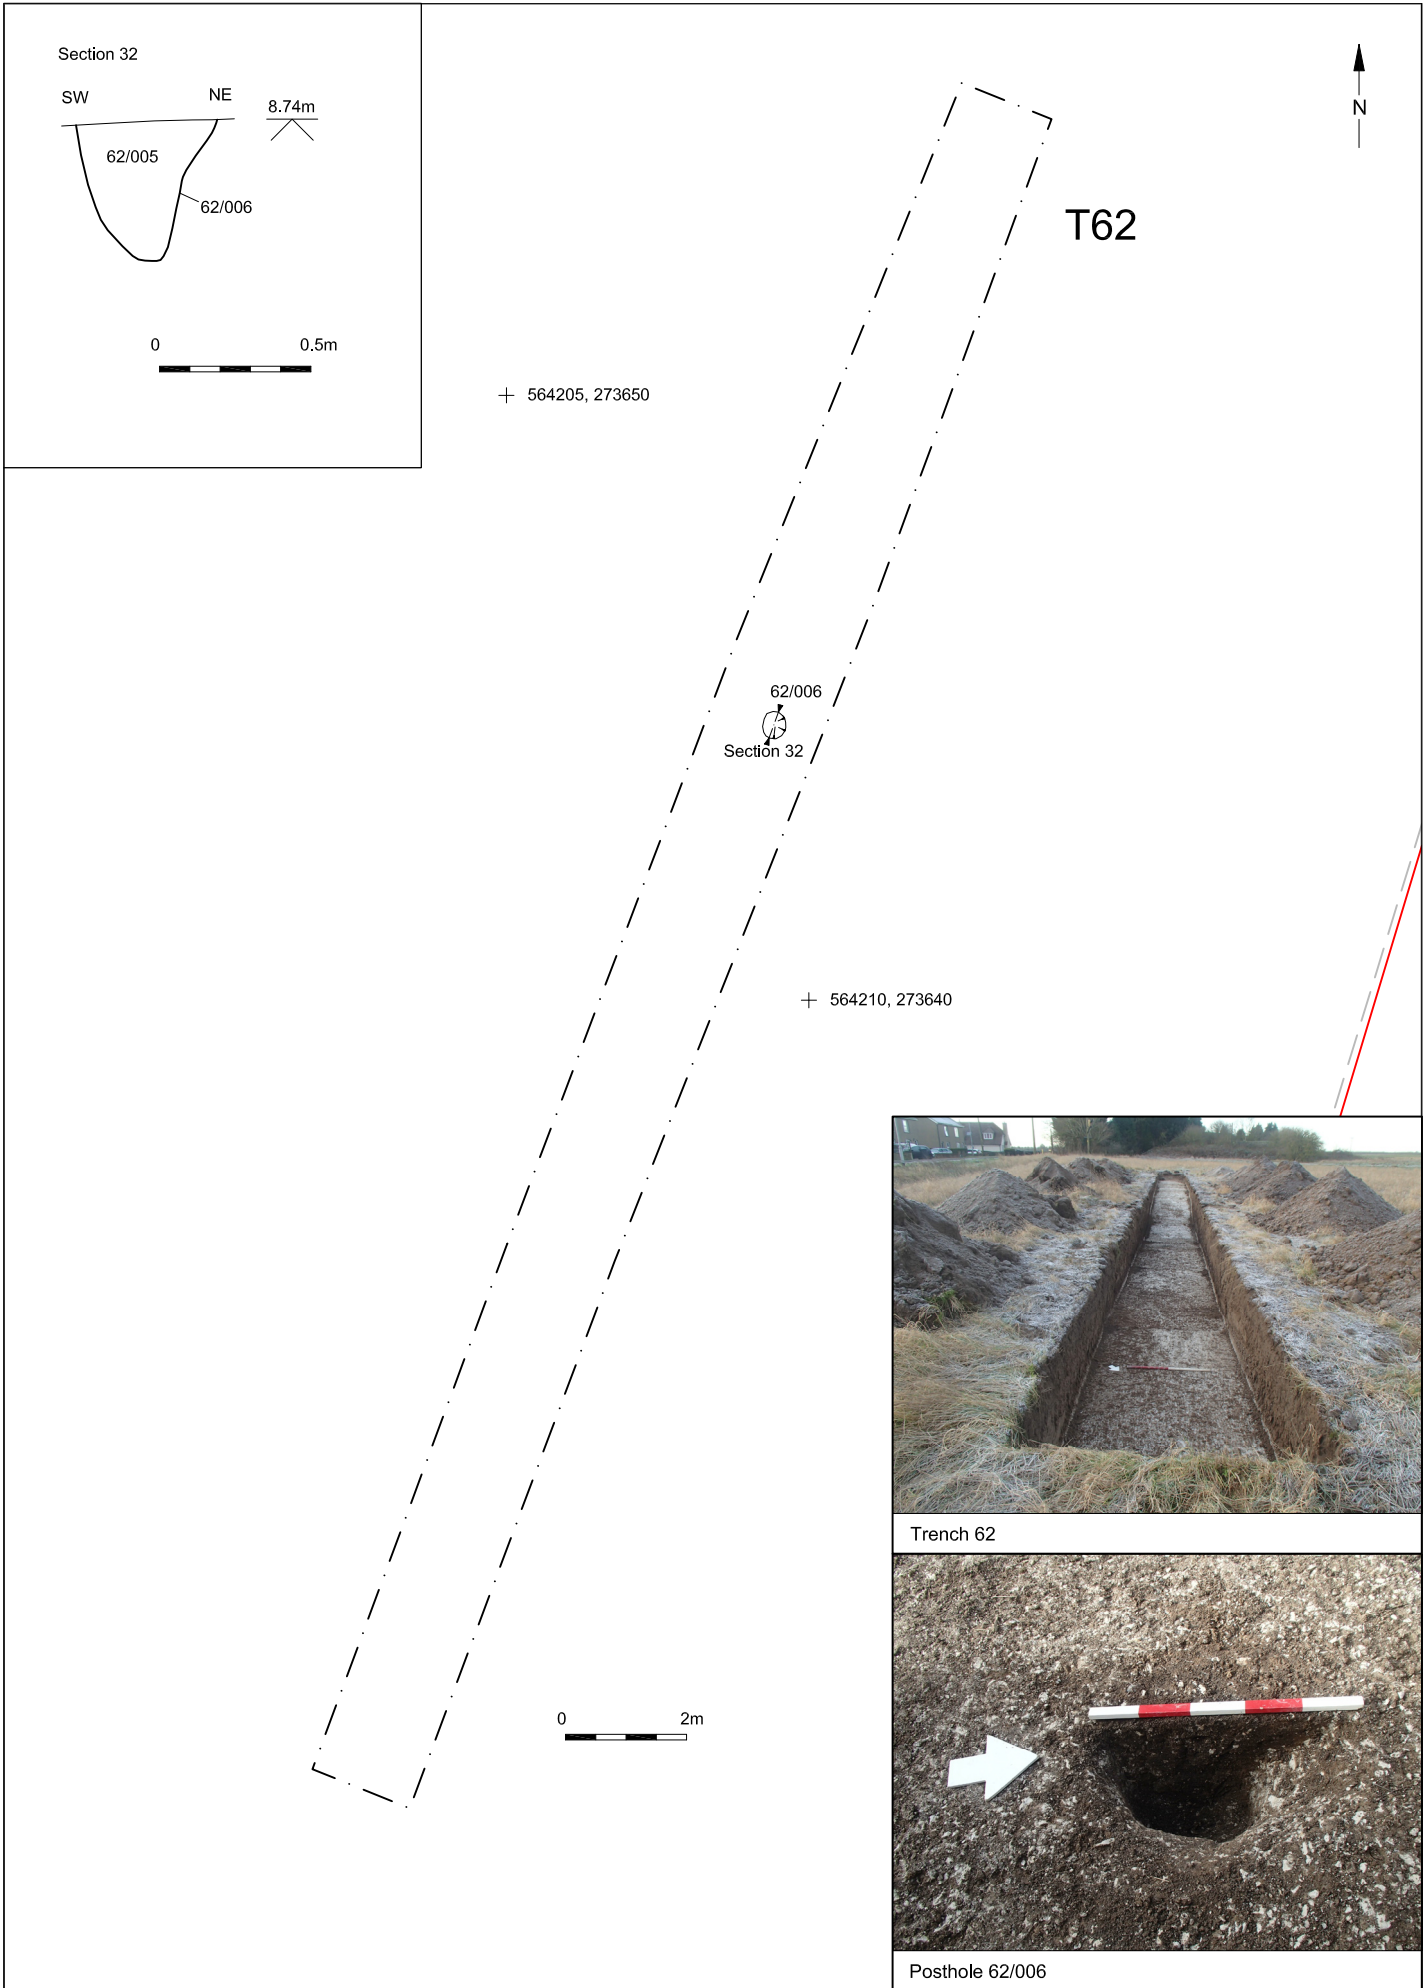 Section 32
SW NE
8.74m
62/005
62/006
0 0.5m
N
T62
564205, 273650
62/006
Section 32
564210, 273640
0 2m
Trench 62
Posthole 62/006